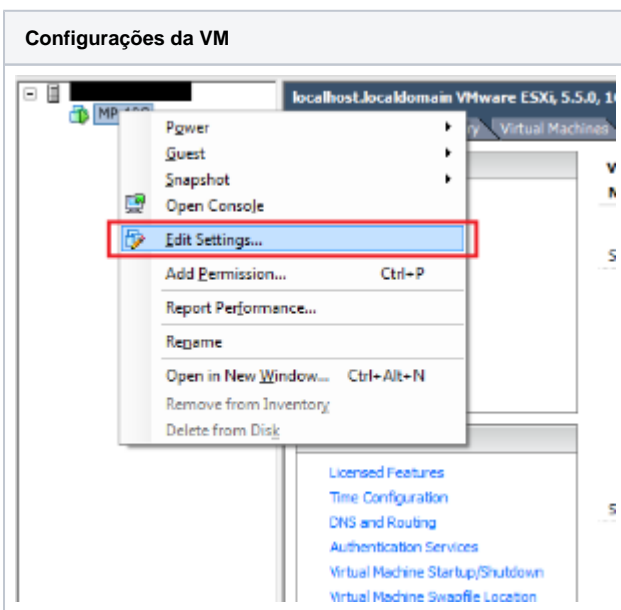 Configurações da VM
localhost.localdomain VMware ESXi, 5.5.0,
MP
Virtual Machines
Power
Guest
Snapshot
Open Console
Edit Settings...
Add Permission... Ctrl+P
Report Performance...
Rename
Open in New Window... Ctrl+Alt+N
Remove from Inventory
Delete from Disk
Licensed Features
Time Configuration
DNS and Routing
Authentication Services
Virtual Machine Startup/Shutdown
Virtual Machine Swapfile Location